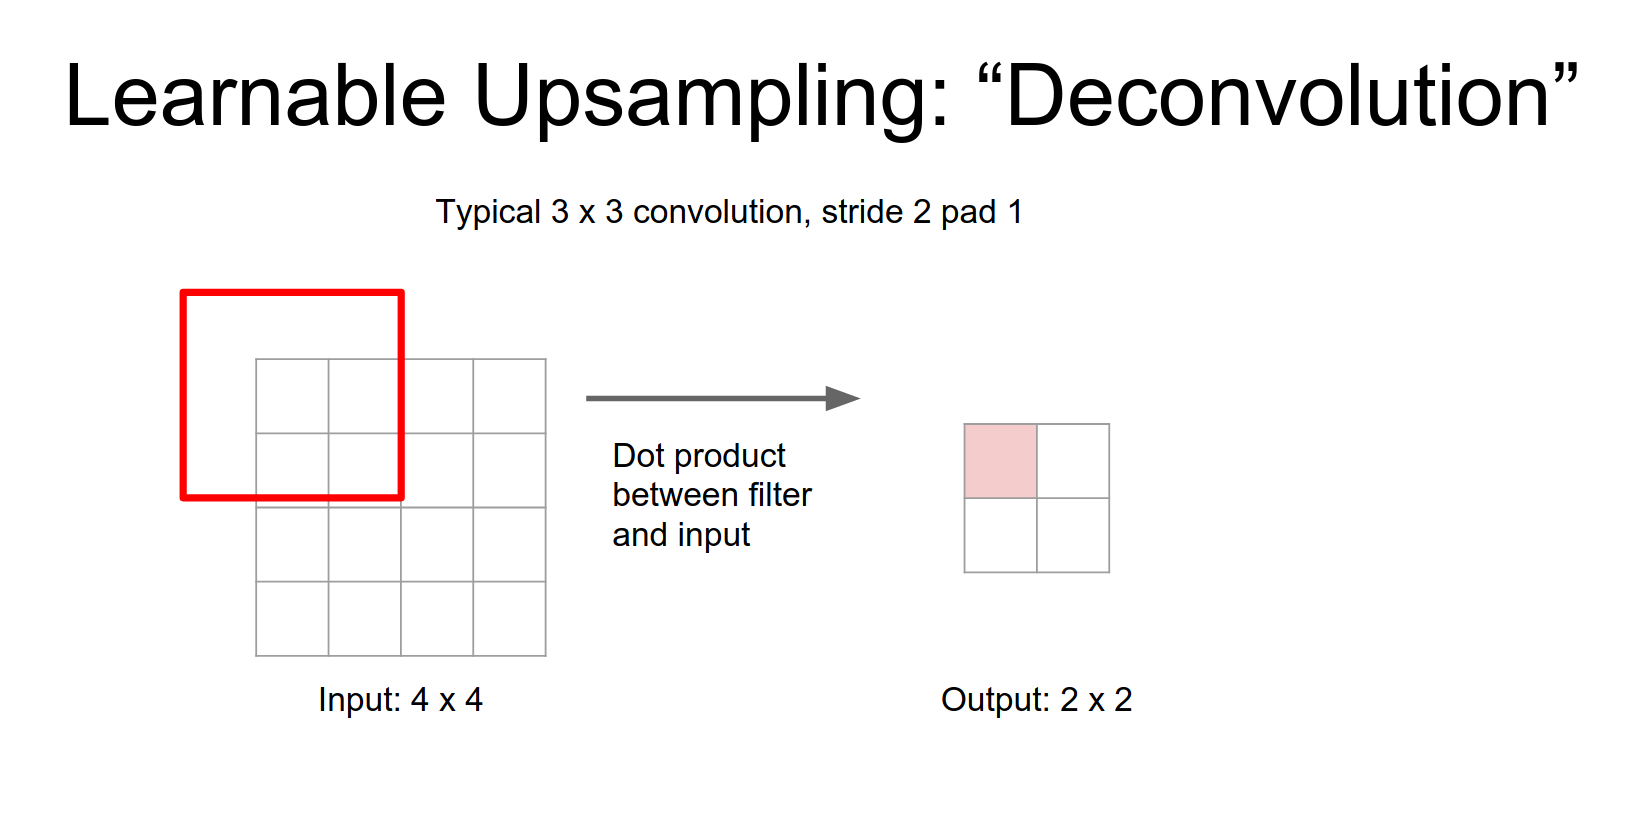 Learnable Upsampling: “Deconvolution”
Typical 3 x 3 convolution, stride 2 pad 1
Dot product
between filter
and input
Input: 4 x 4
Output: 2 x 2